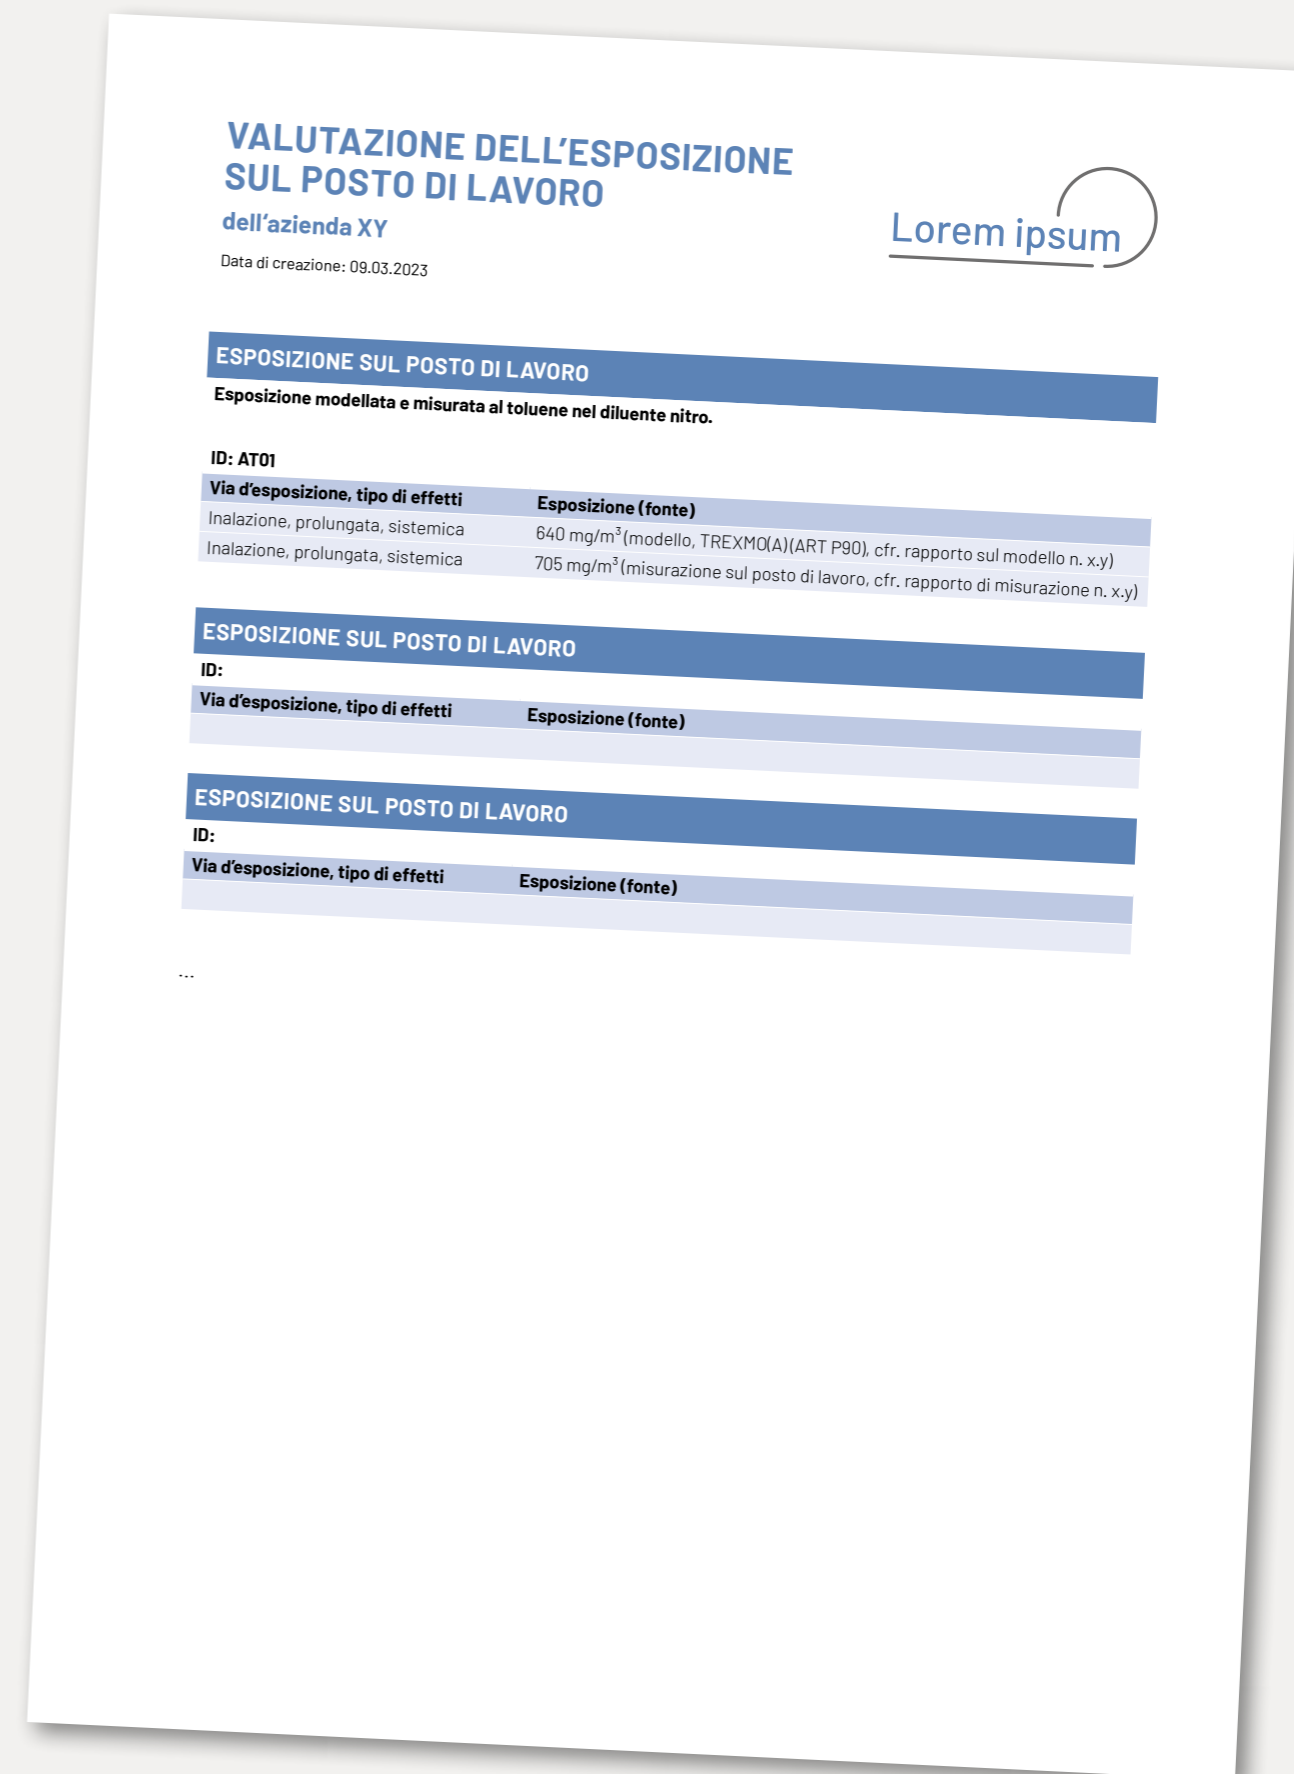 VALUTAZIONE DELL’ESPOSIZIONE
SUL POSTO DI LAVORO
dell’azienda XY
Data di creazione: 09.03.2023
Lorem ipsum
ESPOSIZIONE SUL POSTO DI LAVORO
Esposizione modellata e misurata al toluene nel diluente nitro.
ID: AT01
Via d’esposizione, tipo di effetti Esposizione (fonte)
Inalazione, prolungata, sistemica 640 mg/m³ (modello, TREXMO(A)(ART P90), cfr. rapporto sul modello n. x.y)
Inalazione, prolungata, sistemica 705 mg/m³ (misurazione sul posto di lavoro, cfr. rapporto di misurazione n. x.y)
ESPOSIZIONE SUL POSTO DI LAVORO
ID:
Via d’esposizione, tipo di effetti Esposizione (fonte)
ESPOSIZIONE SUL POSTO DI LAVORO
ID:
Via d’esposizione, tipo di effetti Esposizione (fonte)
...